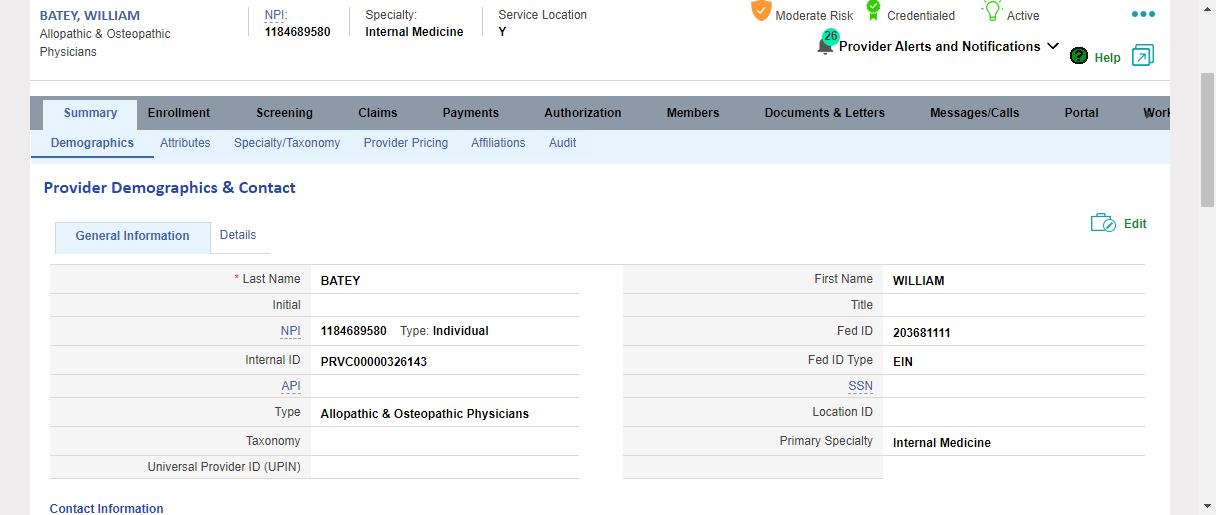 BATEY, WILLIAM
Allopathic & Osteopathic
Physicians
NPI:
1184689580
Specialty:
Internal Medicine
Service Location
Y
Moderate Risk
Credentialed
Active
26
Provider Alerts and Notifications
?
Help
Summary Enrollment Screening Claims Payments Authorization Members Documents & Letters Messages/Calls Portal Work
Demographics Attributes Specialty/Taxonomy Provider Pricing Affiliations Audit
Provider Demographics & Contact
Edit
General Information Details
* Last Name BATEY First Name WILLIAM
Initial Title
NPI 1184689580 Type: Individual Fed ID 203681111
Internal ID PRVC00000326143 Fed ID Type EIN
API SSN
Type Allopathic & Osteopathic Physicians Location ID
Taxonomy Primary Specialty Internal Medicine
Universal Provider ID (UPIN)
Contact Information